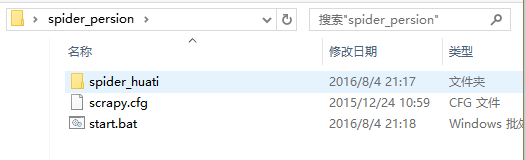 spider_persion
搜索"spider_persion"
名称 修改日期 类型
spider_huati 2016/8/4 21:17 文件夹
scrapy.cfg 2015/12/24 10:59 CFG 文件
start.bat 2016/8/4 21:18 Windows 批